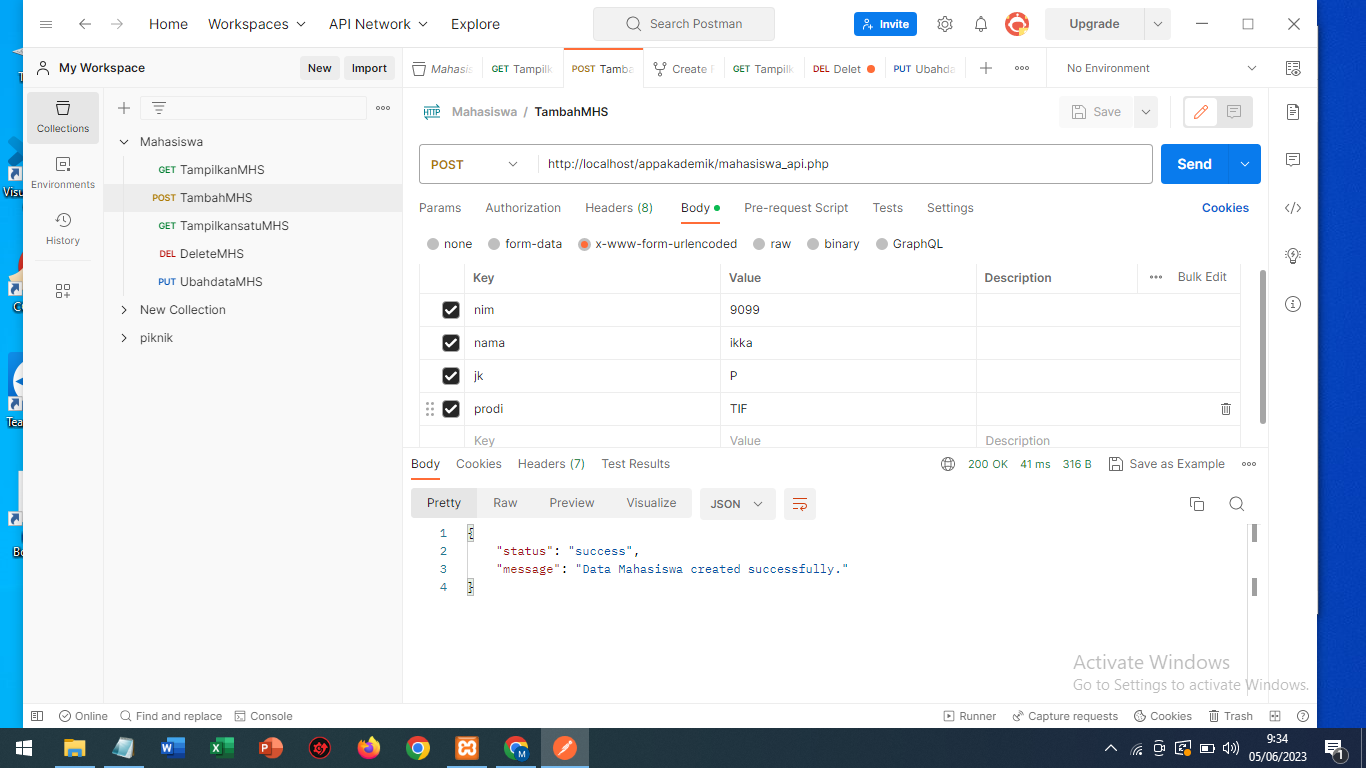 Home Workspaces API Network Explore Search Postman Invite Upgrade
My Workspace New Import Mahasis GET Tampilk POST Tamba Create GET Tampilk DEL Delet PUT Ubahda No Environment
Collections
Environments
History
Mahasiswa
GET TampilkanMHS
POST TambahMHS
GET TampilkansatuMHS
DEL DeleteMHS
PUT UbahdataMHS
New Collection
piknik
HTTP Mahasiswa / TambahMHS Save
POST http://localhost/appakademik/mahasiswa_api.php Send
Params Authorization Headers (8) Body Pre-request Script Tests Settings Cookies
none form-data x-www-form-urlencoded raw binary GraphQL
Key Value Description Bulk Edit
nim 9099
nama ikka
jk P
prodi TIF
Key Value Description
Body Cookies Headers (7) Test Results 200 OK 41 ms 316 B Save as Example
Pretty Raw Preview Visualize JSON
1 {
2 "status": "success",
3 "message": "Data Mahasiswa created successfully."
4 }
Activate Windows
Go to Settings to activate Windows.
Online Find and replace Console Runner Capture requests Cookies Trash
9:34
05/06/2023
1